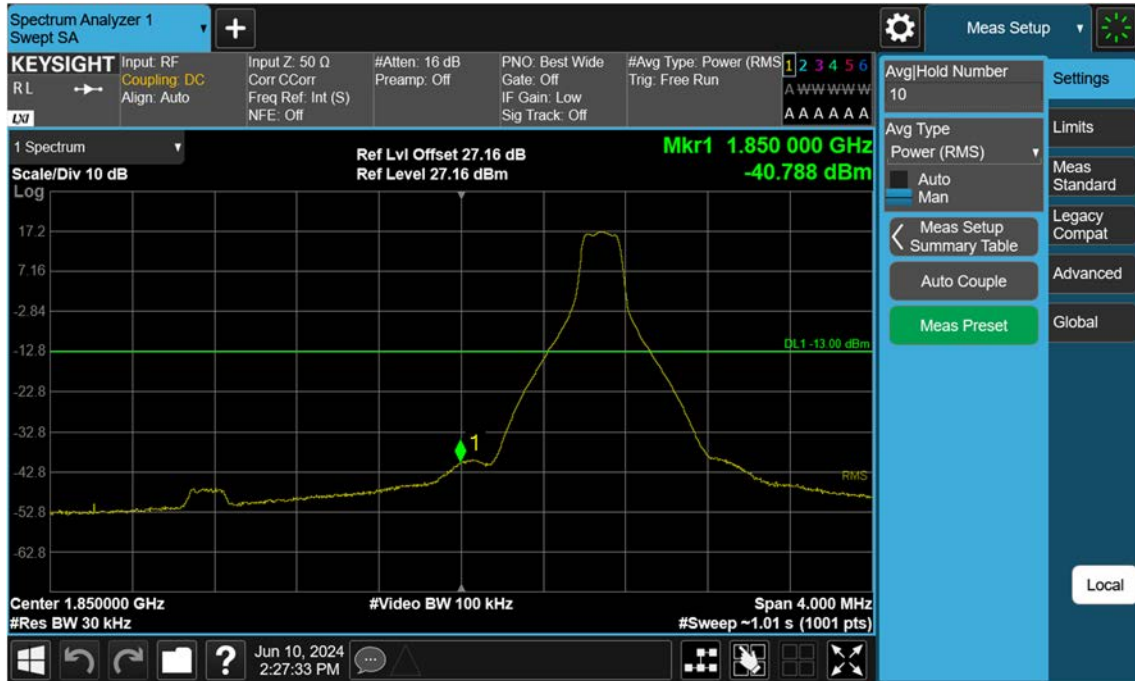 Spectrum Analyzer 1
Swept SA
+
Meas Setup
KEYSIGHT
R L
LXI
Input: RF
Coupling: DC
Align: Auto
Input Z: 50 Ω
Corr CCorr
Freq Ref: Int (S)
NFE: Off
#Atten: 16 dB
Preamp: Off
PNO: Best Wide
Gate: Off
IF Gain: Low
Sig Track: Off
#Avg Type: Power (RMS)
Trig: Free Run
1 2 3 4 5 6
A W W W W W
A A A A A A
1 Spectrum
Scale/Div 10 dB
Log
Ref Lvl Offset 27.16 dB
Ref Level 27.16 dBm
Mkr1 1.850 000 GHz
-40.788 dBm
17.2
7.16
-2.84
-12.8
-22.8
-32.8
-42.8
-52.8
-62.8
DL1 -13.00 dBm
1
RMS
Center 1.850000 GHz
#Res BW 30 kHz
#Video BW 100 kHz
Span 4.000 MHz
#Sweep ~1.01 s (1001 pts)
Avg|Hold Number
10
Avg Type
Power (RMS)
Auto
Man
Meas Setup
Summary Table
Auto Couple
Meas Preset
Settings
Limits
Meas
Standard
Legacy
Compat
Advanced
Global
Local
?
Jun 10, 2024
2:27:33 PM